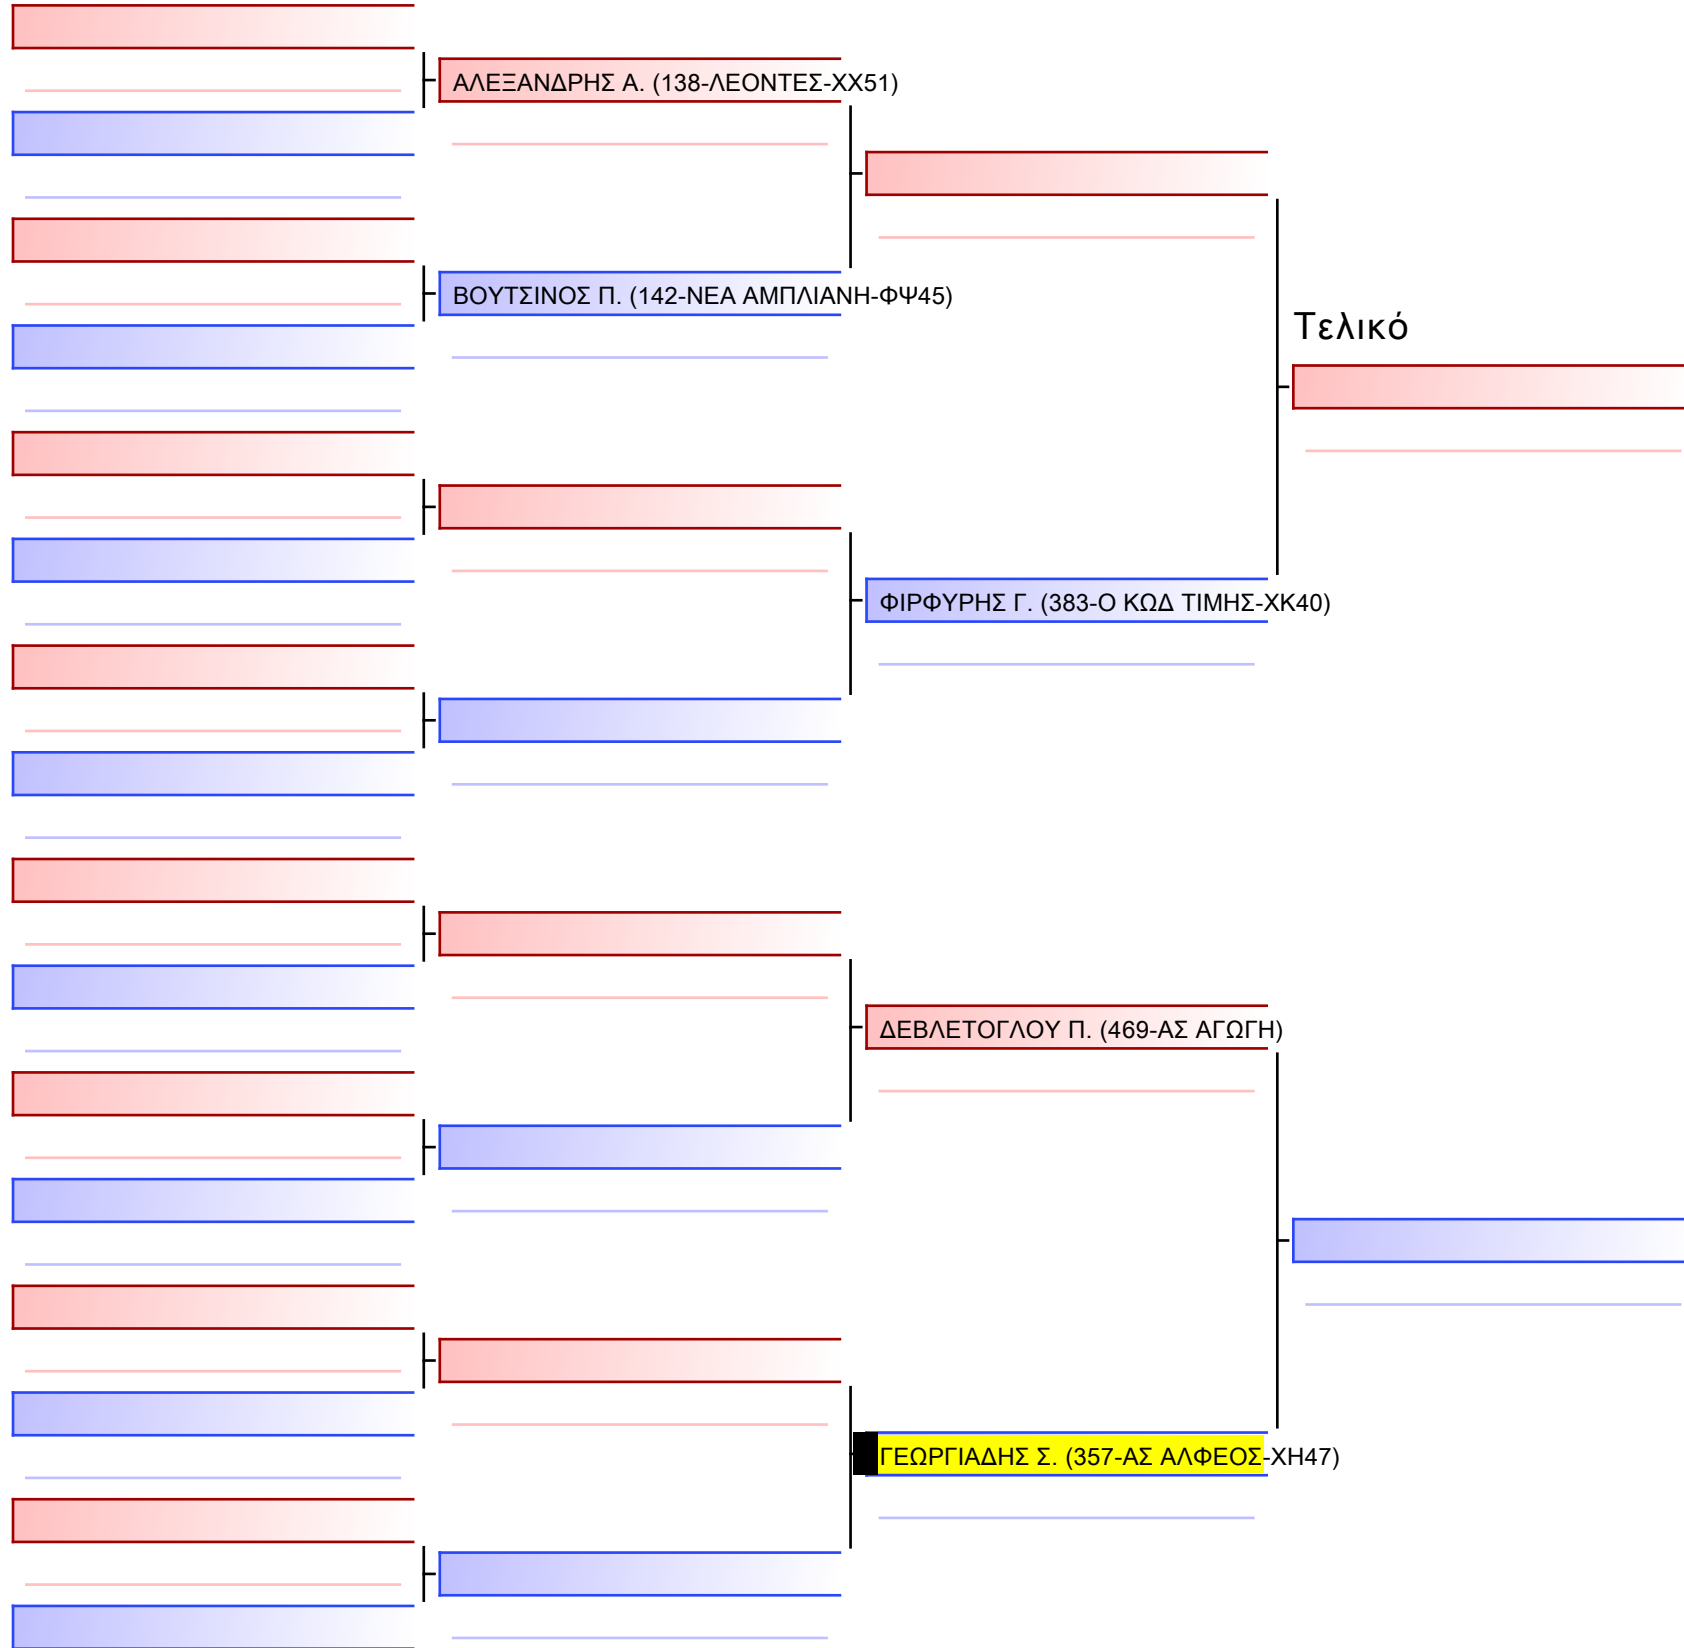 ΑΛΕΞΑΝΔΡΗΣ Α. (138-ΛΕΟΝΤΕΣ-ΧΧ51)
ΒΟΥΤΣΙΝΟΣ Π. (142-ΝΕΑ ΑΜΠΛΙΑΝΗ-ΦΨ45)
Τελικό
ΦΙΡΦΥΡΗΣ Γ. (383-Ο ΚΩΔ ΤΙΜΗΣ-ΧΚ40)
ΔΕΒΛΕΤΟΓΛΟΥ Π. (469-ΑΣ ΑΓΩΓΗ)
ΓΕΩΡΓΙΑΔΗΣ Σ. (357-ΑΣ ΑΛΦΕΟΣ-ΧΗ47)